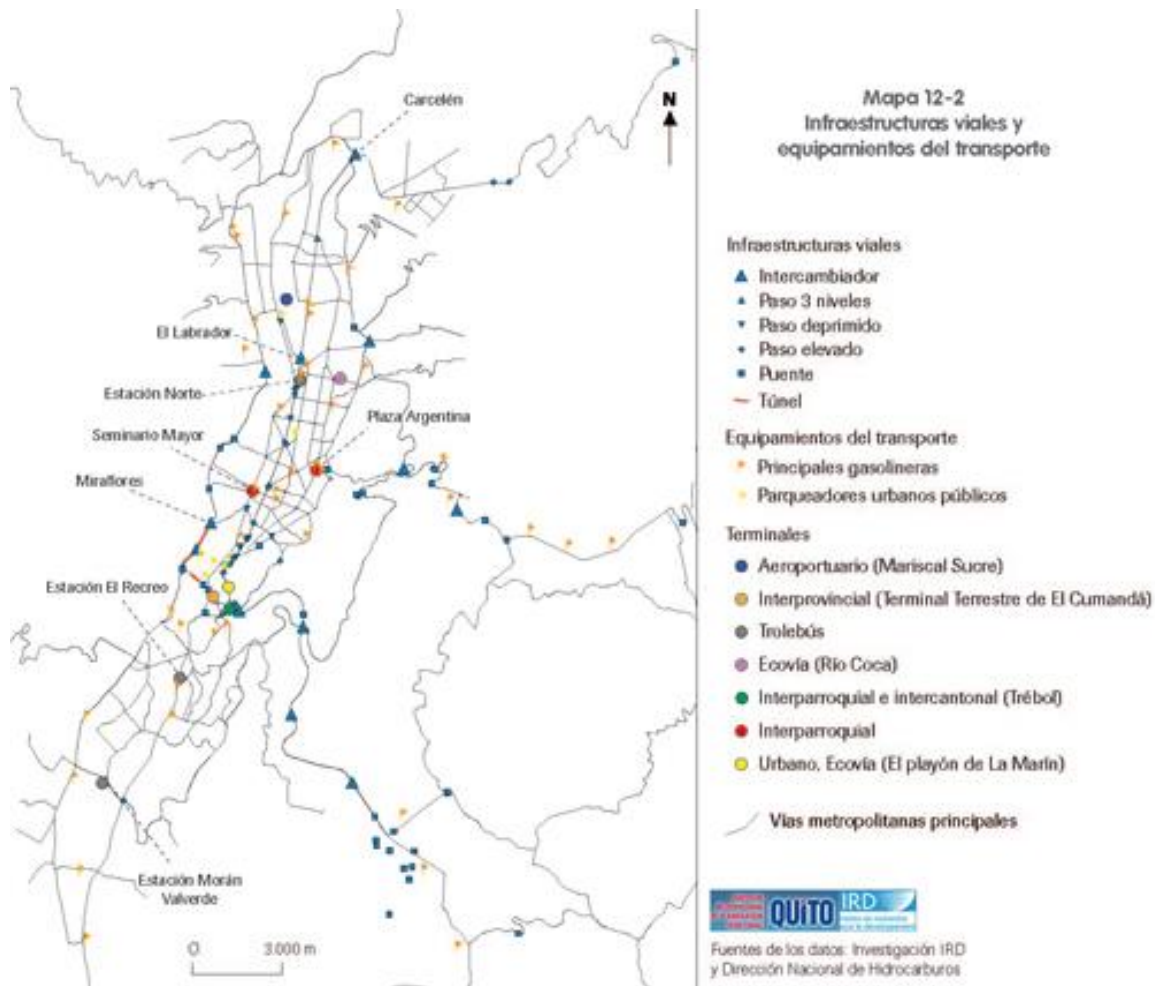 Mapa 12-2
Infraestructuras viales y
equipamientos del transporte
N
Carcelén
El Labrador
Estación Norte
Plaza Argentina
Seminario Mayor
Miraflores
Estación El Recreo
Estación Morán
Valverde
0 3.000 m
Infraestructuras viales
Intercambiador
Paso 3 niveles
Paso deprimido
Paso elevado
Puente
Túnel
Equipamientos del transporte
Principales gasolineras
Parqueadores urbanos públicos
Terminales
Aeroportuario (Mariscal Sucre)
Interprovincial (Terminal Terrestre de El Cumandá)
Trolebús
Ecovía (Río Coca)
Interparroquial e intercantonal (Trébol)
Interparroquial
Urbano, Ecovía (El playón de La Marín)
Vías metropolitanas principales
QUiTO
IRD
Fuentes de los datos: Investigación IRD
y Dirección Nacional de Hidrocarburos